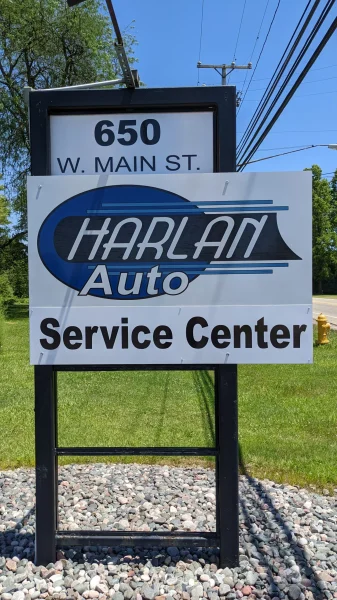 650
W. MAIN ST.
HARLAN
Auto
Service Center